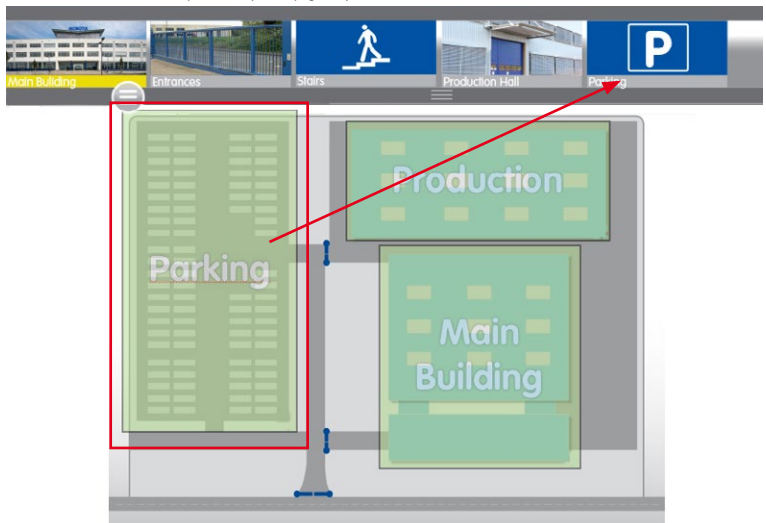 Main Building
Entrances
Stairs
Production Hall
Parking
P
Production
Parking
Main
Building